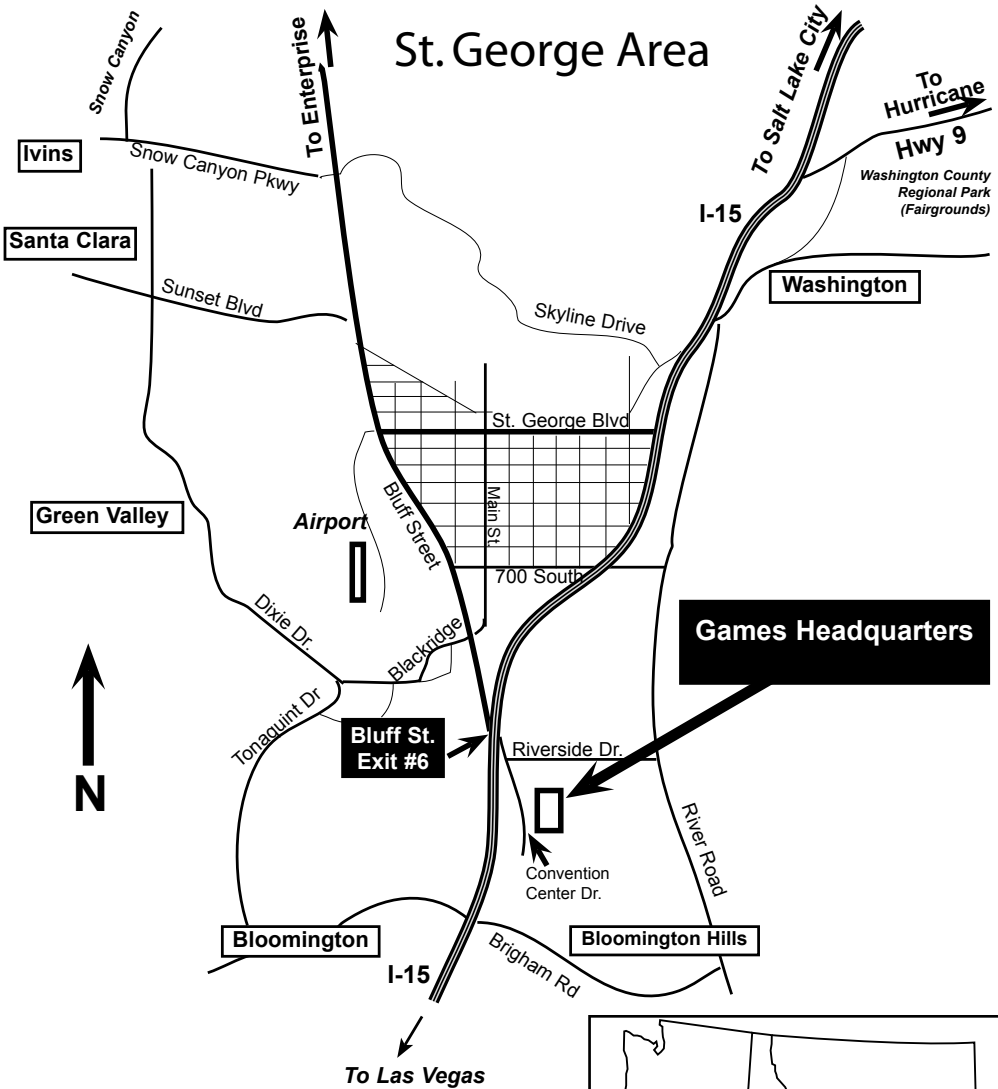 St. George Area
Snow Canyon
To Enterprise
To Salt Lake City
To
Hurricane
Hwy 9
Washington County
Regional Park
(Fairgrounds)
Ivins
Snow Canyon Pkwy
I-15
Santa Clara
Washington
Sunset Blvd
Skyline Drive
St. George Blvd
Green Valley
Airport
Bluff Street
Main St.
700 South
Dixie Dr.
Blackridge
Games Headquarters
Tonaquint Dr
Bluff St.
Exit #6
Riverside Dr.
N
River Road
Convention
Center Dr.
Bloomington
Bloomington Hills
I-15
Brigham Rd
To Las Vegas